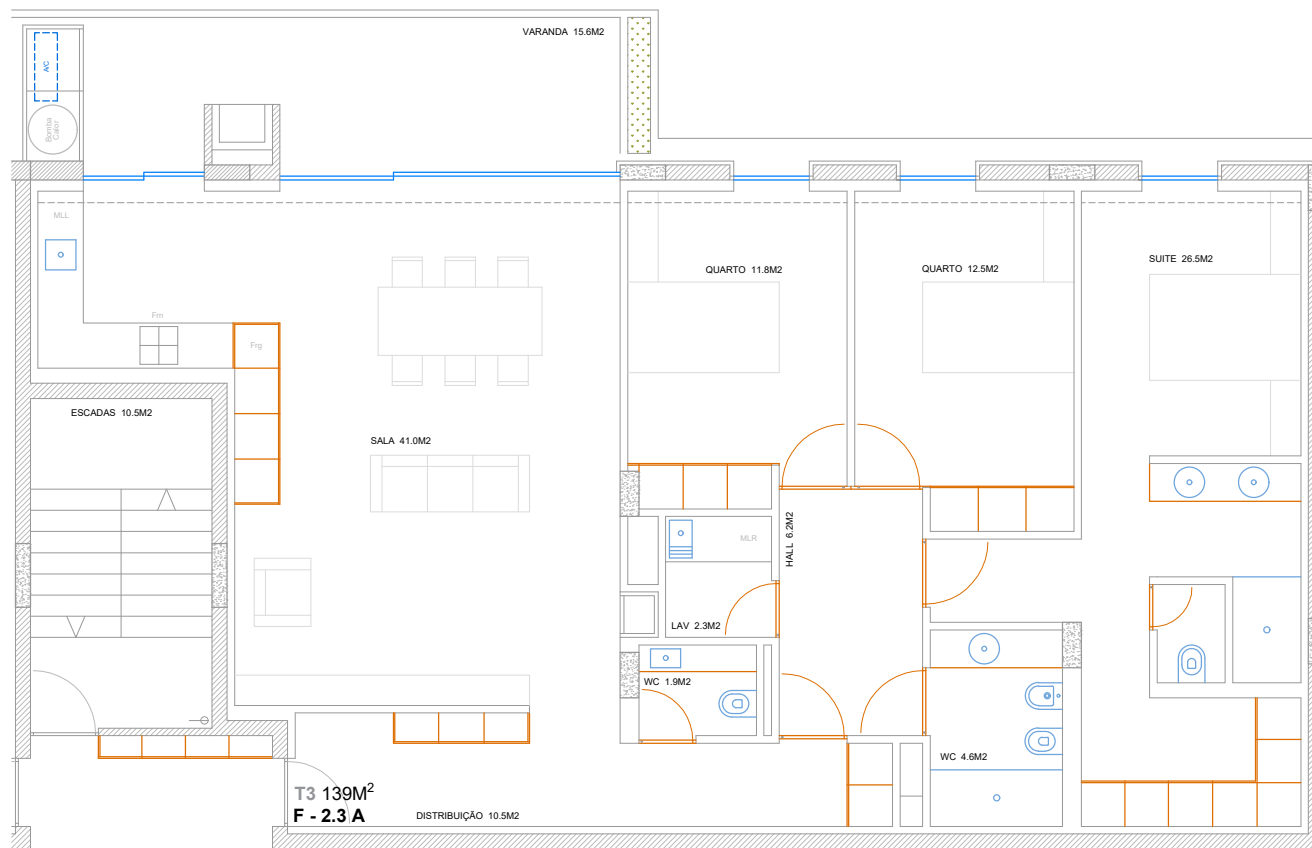 VARANDA 15.6M2
A/C
Bomba
Calor
MLL
QUARTO 11.8M2
QUARTO 12.5M2
SUITE 26.5M2
Frn
Frg
ESCADAS 10.5M2
SALA 41.0M2
MLR
HALL 6.2M2
LAV 2.3M2
WC 1.9M2
WC 4.6M2
T3 139M²
F - 2.3 A
DISTRIBUIÇÃO 10.5M2